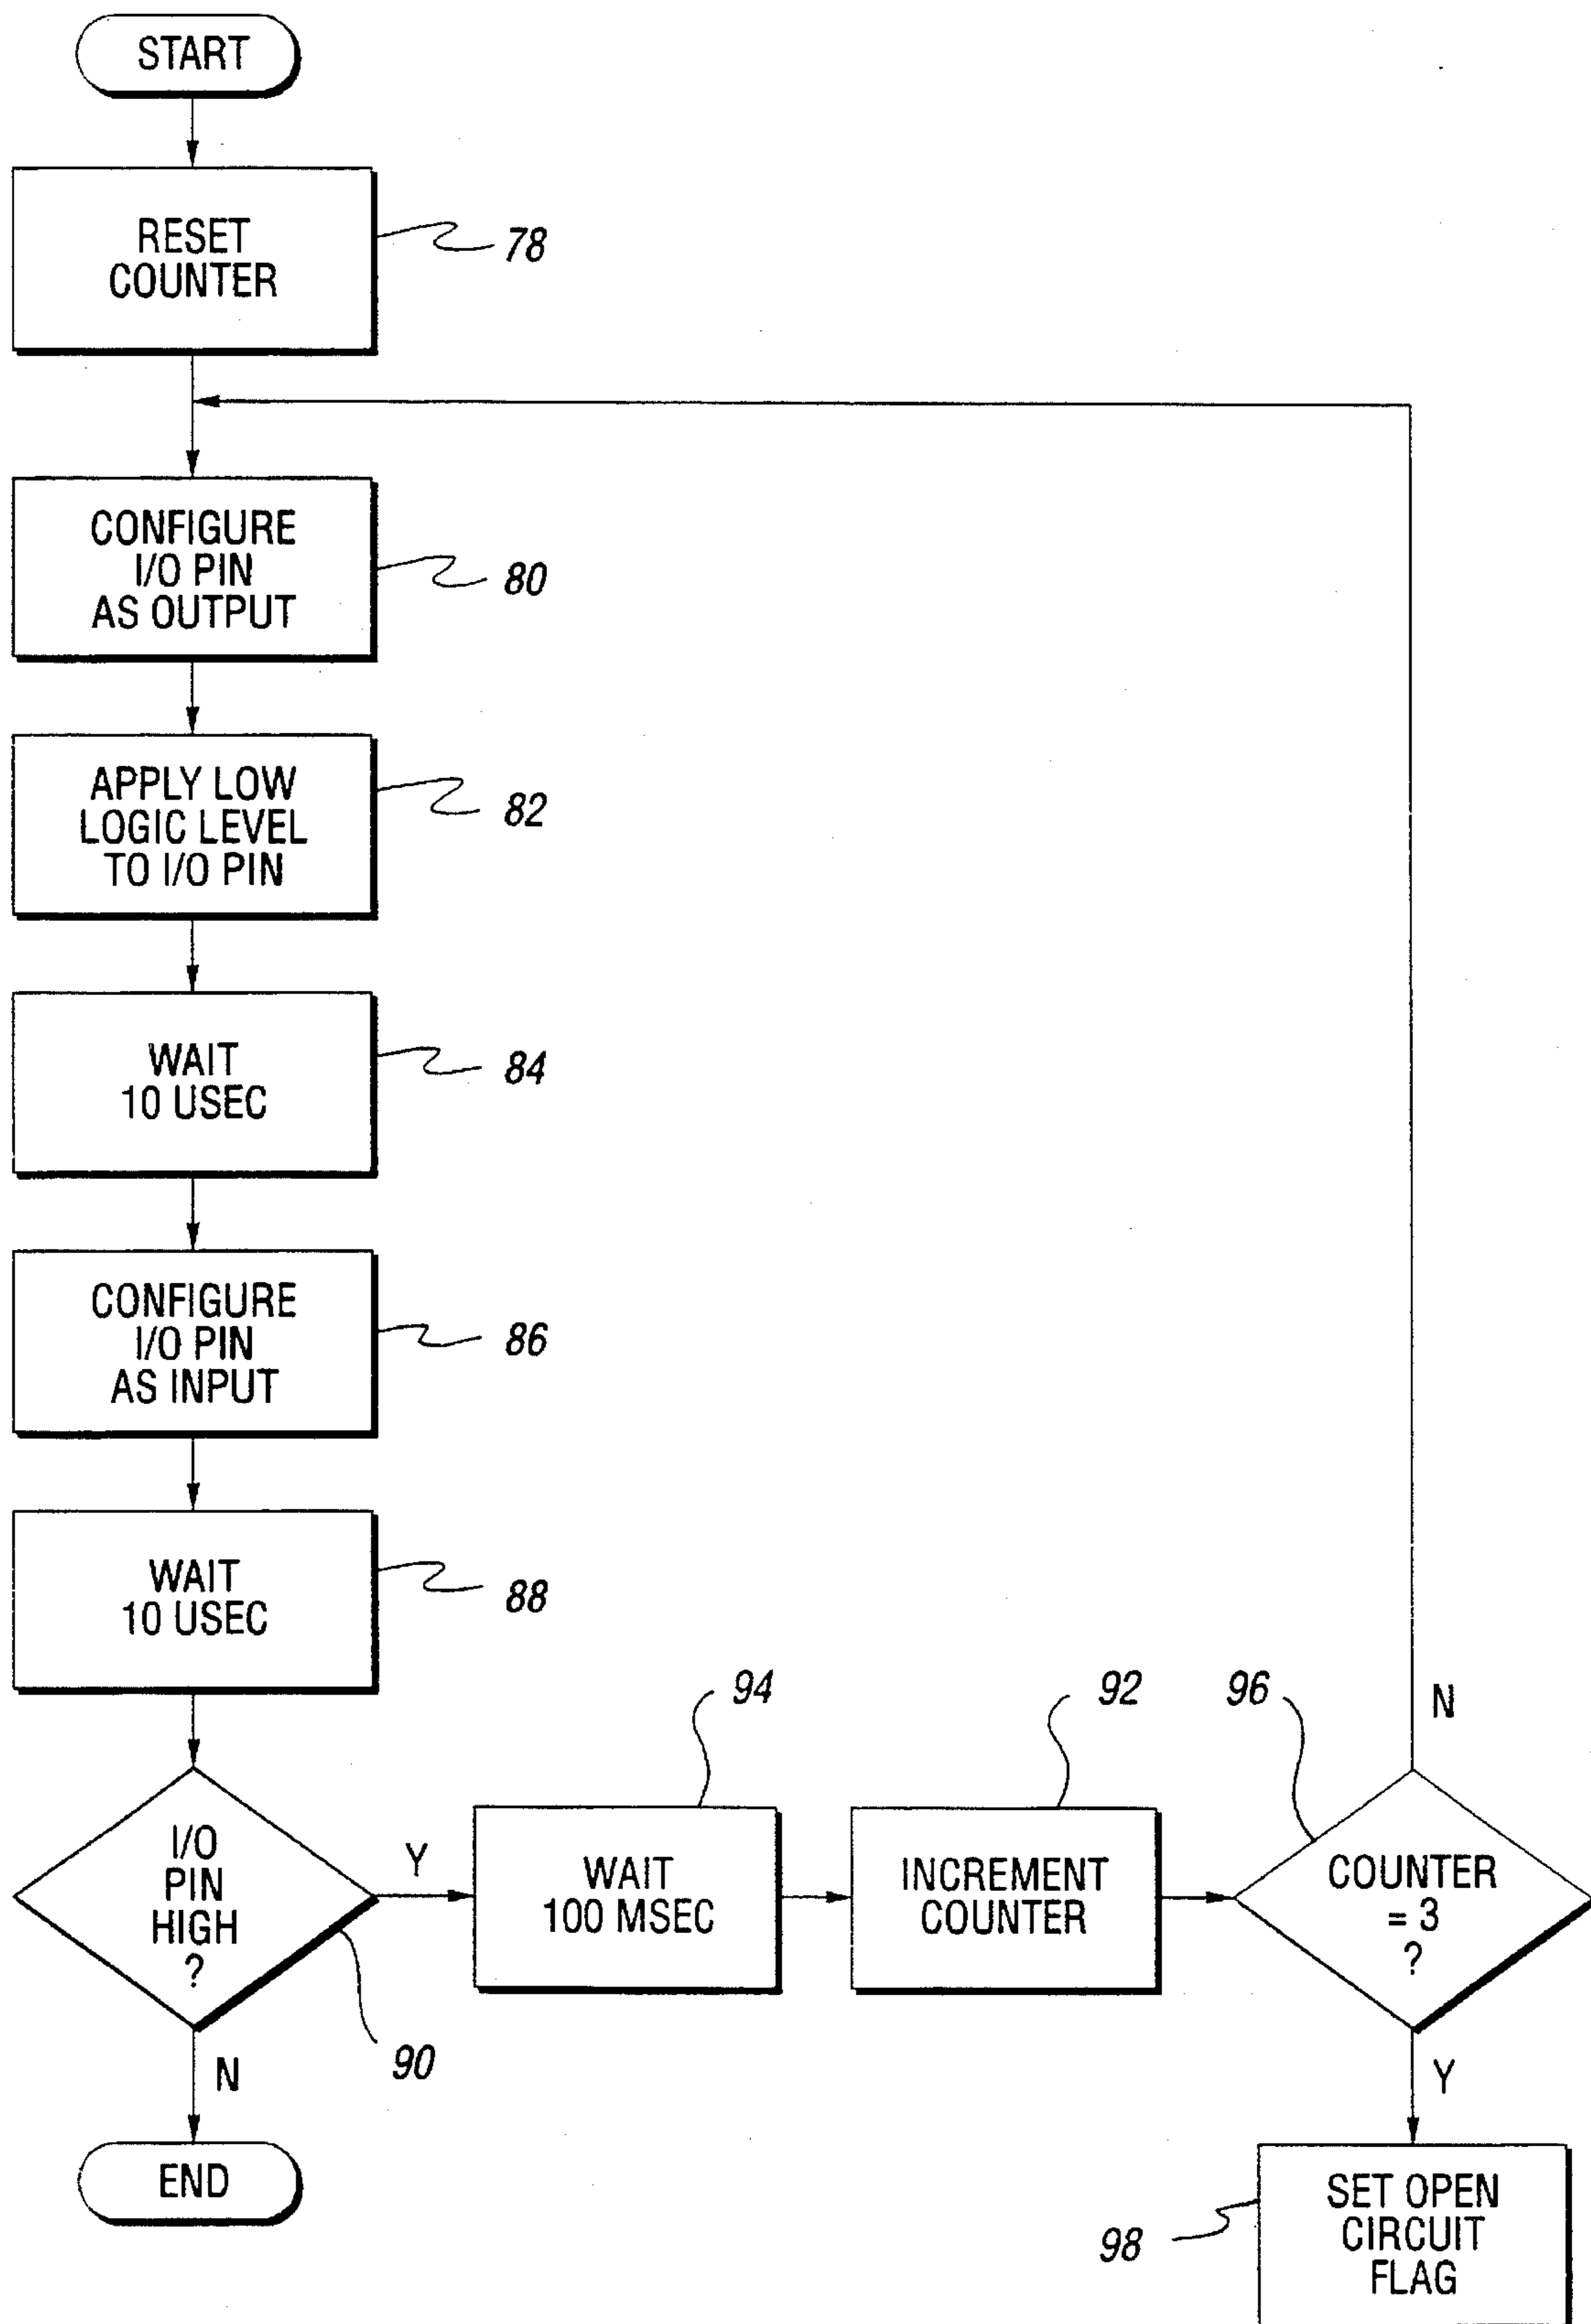 START
RESET
COUNTER
78
CONFIGURE
I/O PIN
AS OUTPUT
80
APPLY LOW
LOGIC LEVEL
TO I/O PIN
82
WAIT
10 USEC
84
CONFIGURE
I/O PIN
AS INPUT
86
WAIT
10 USEC
88
I/O
PIN
HIGH
?
90
Y
N
END
94
WAIT
100 MSEC
92
INCREMENT
COUNTER
96
COUNTER
= 3
?
N
Y
SET OPEN
CIRCUIT
FLAG
98